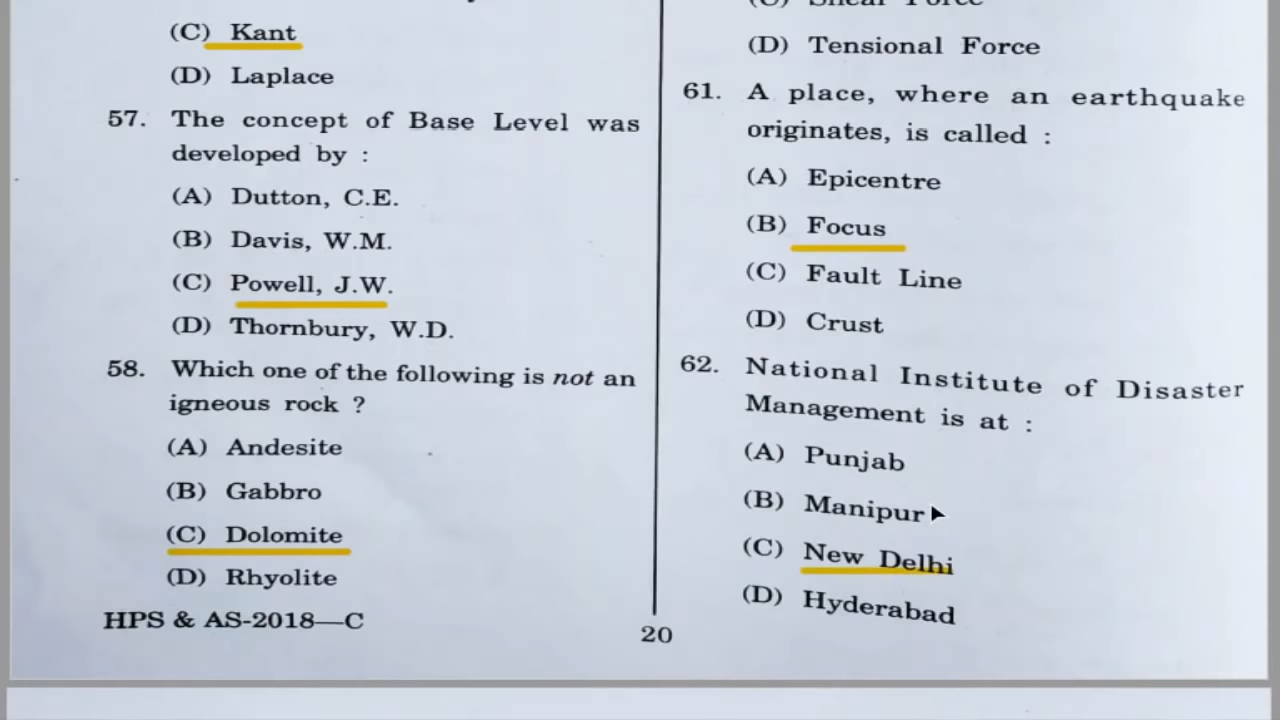 (C) Kant
(D) Laplace
57. The concept of Base Level was
developed by :
(A) Dutton, C.E.
(B) Davis, W.M.
(C) Powell, J.W.
(D) Thornbury, W.D.
58. Which one of the following is not an
igneous rock ?
(A) Andesite
(B) Gabbro
(C) Dolomite
(D) Rhyolite
HPS & AS-2018—C
(C) Shear Force
(D) Tensional Force
61. A place, where an earthquake
originates, is called :
(A) Epicentre
(B) Focus
(C) Fault Line
(D) Crust
62. National Institute of Disaster
Management is at :
(A) Punjab
(B) Manipur
(C) New Delhi
(D) Hyderabad
20